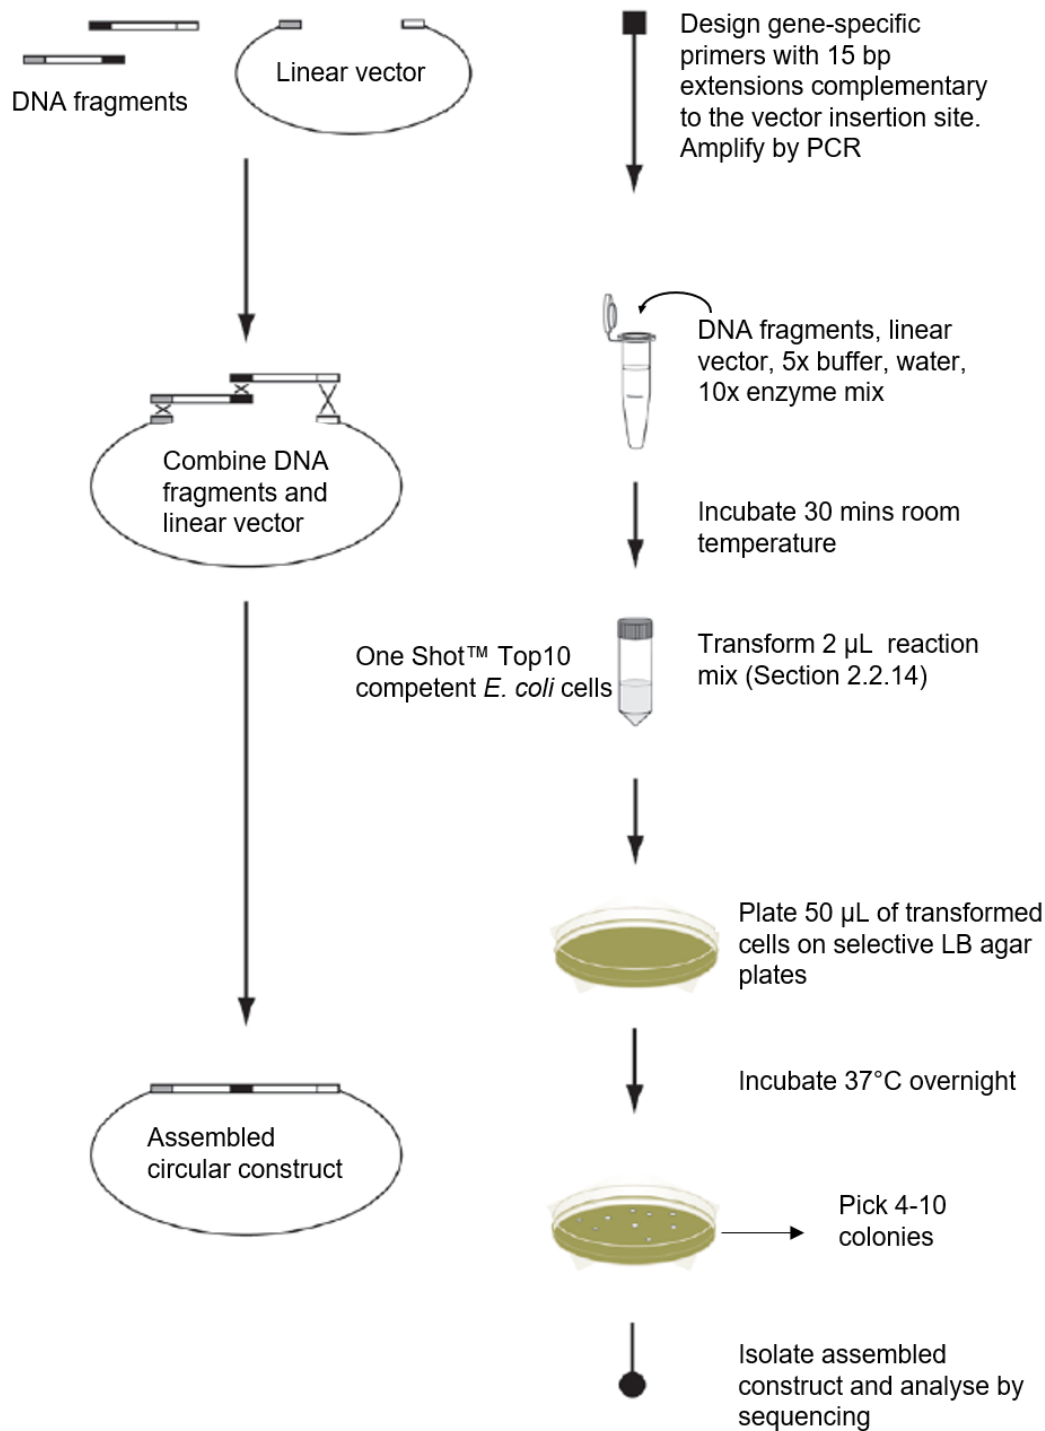 DNA fragments
Linear vector
Design gene-specific
primers with 15 bp
extensions complementary
to the vector insertion site.
Amplify by PCR
DNA fragments, linear
vector, 5x buffer, water,
10x enzyme mix
Combine DNA
fragments and
linear vector
Incubate 30 mins room
temperature
One Shot™ Top10
competent E. coli cells
Transform 2 µL reaction
mix (Section 2.2.14)
Plate 50 µL of transformed
cells on selective LB agar
plates
Incubate 37°C overnight
Assembled
circular construct
Pick 4-10
colonies
Isolate assembled
construct and analyse by
sequencing